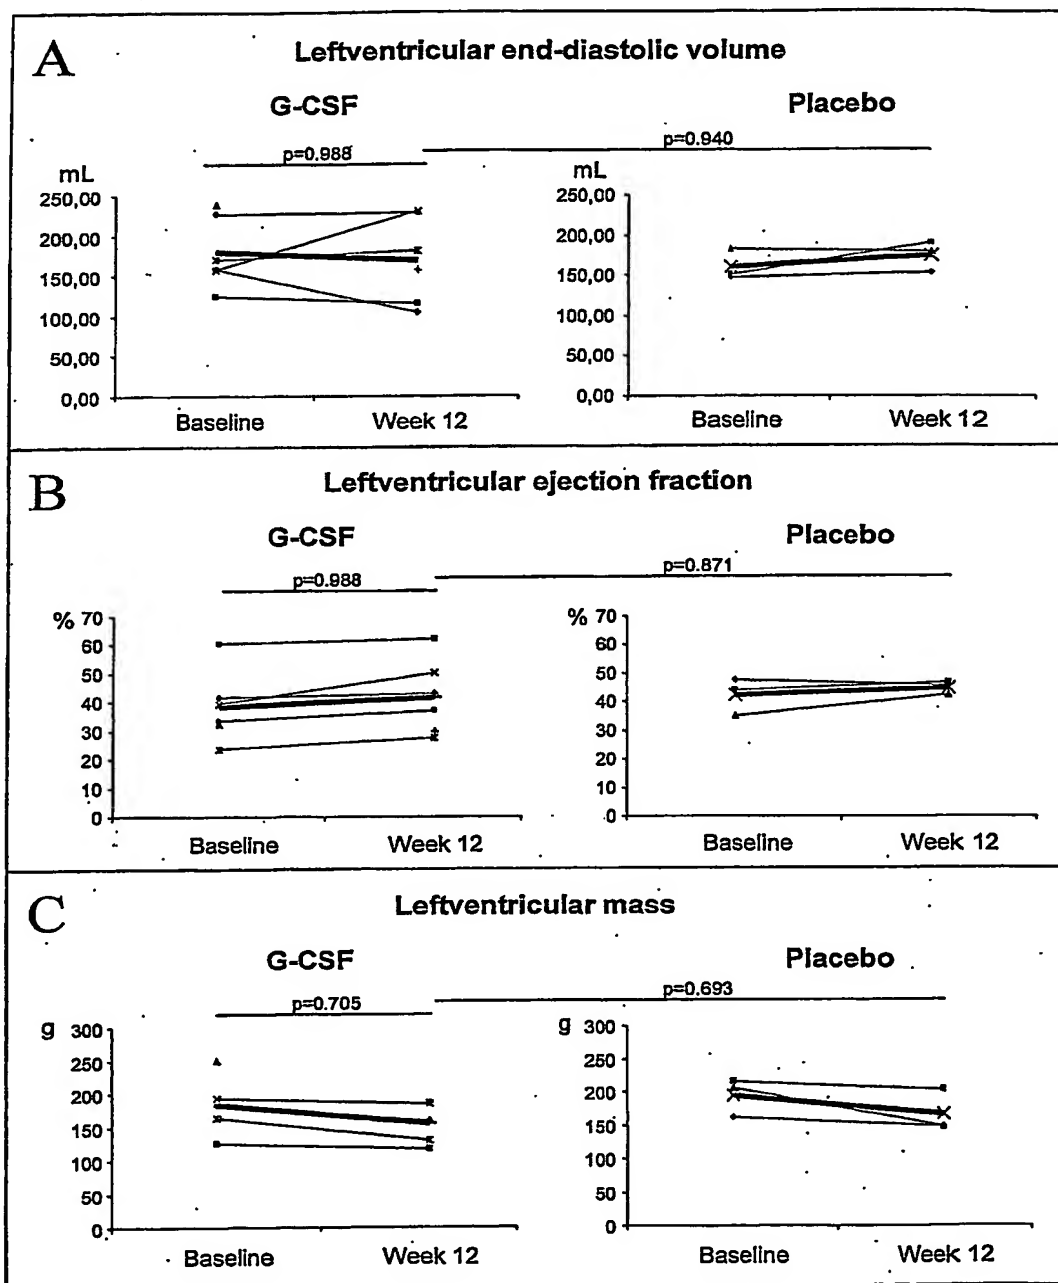 A
Leftventricular end-diastolic volume
G-CSF
Placebo
p=0.988
p=0.940
mL
250,00
200,00
150,00
100,00
50,00
0,00
Baseline
Week 12
mL
250,00
200,00
150,00
100,00
50,00
0,00
Baseline
Week 12
B
Leftventricular ejection fraction
G-CSF
Placebo
p=0.988
p=0.871
% 70
60
50
40
30
20
10
0
Baseline
Week 12
% 70
60
50
40
30
20
10
0
Baseline
Week 12
C
Leftventricular mass
G-CSF
Placebo
p=0.705
p=0.693
g 300
250
200
150
100
50
0
Baseline
Week 12
g 300
250
200
150
100
50
0
Baseline
Week 12